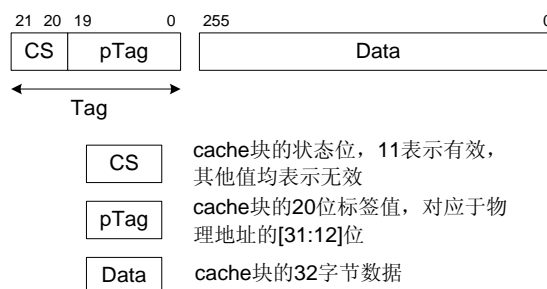 21 20 19 0 255 0
CS pTag Data
Tag
CS cache块的状态位，11表示有效，
其他值均表示无效
pTag cache块的20位标签值，对应于物
理地址的[31:12]位
Data cache块的32字节数据